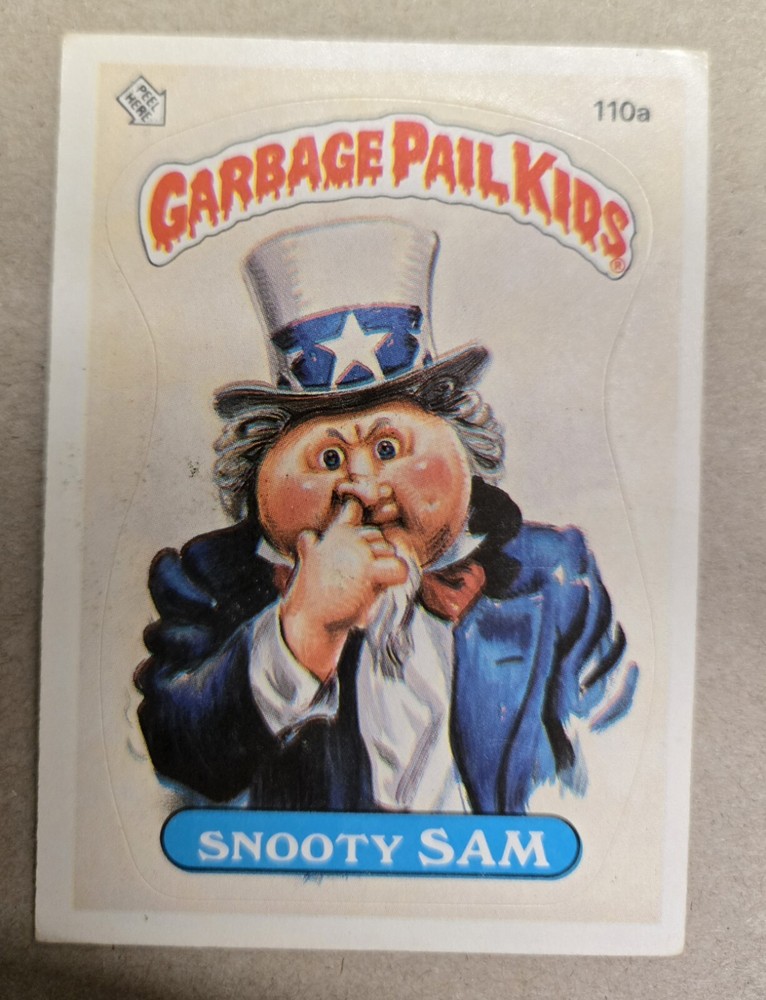 PEEL
HERE
110a
GARBAGE PAIL KIDS®
SNOOTY SAM